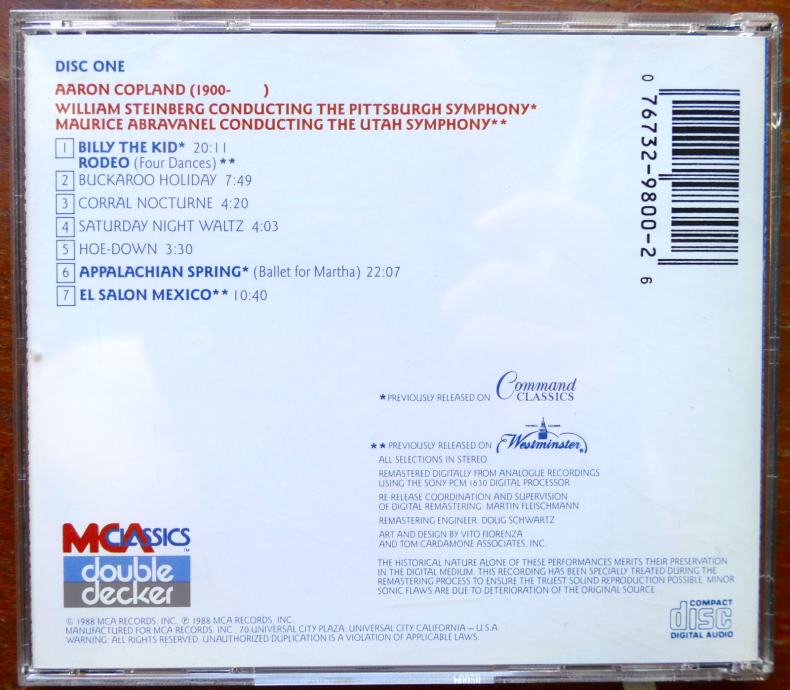 DISC ONE
AARON COPLAND (1900- )
WILLIAM STEINBERG CONDUCTING THE PITTSBURGH SYMPHONY*
MAURICE ABRAVANEL CONDUCTING THE UTAH SYMPHONY**
1 BILLY THE KID* 20:11
RODEO (Four Dances)**
2 BUCKAROO HOLIDAY 7:49
3 CORRAL NOCTURNE 4:20
4 SATURDAY NIGHT WALTZ 4:03
5 HOE-DOWN 3:30
6 APPALACHIAN SPRING* (Ballet for Martha) 22:07
7 EL SALON MEXICO** 10:40
0 76732-9800-2 6
*PREVIOUSLY RELEASED ON Command CLASSICS
**PREVIOUSLY RELEASED ON Westminster®
ALL SELECTIONS IN STEREO
REMASTERED DIGITALLY FROM ANALOGUE RECORDINGS
USING THE SONY PCM 1630 DIGITAL PROCESSOR
RE-RELEASE COORDINATION AND SUPERVISION
OF DIGITAL REMASTERING: MARTIN FLEISCHMANN
REMASTERING ENGINEER: DOUG SCHWARTZ
ART AND DESIGN BY VITO FIORENZA
AND TOM CARDAMONE ASSOCIATES, INC.
THE HISTORICAL NATURE ALONE OF THESE PERFORMANCES MERITS THEIR PRESERVATION
IN THE DIGITAL MEDIUM. THIS RECORDING HAS BEEN SPECIALLY TREATED DURING THE
REMASTERING PROCESS TO ENSURE THE TRUEST SOUND REPRODUCTION POSSIBLE. MINOR
SONIC FLAWS ARE DUE TO DETERIORATION OF THE ORIGINAL SOURCE
MCA CLASSICS™
double
decker
© 1988 MCA RECORDS, INC. ℗ 1988 MCA RECORDS, INC.
MANUFACTURED FOR MCA RECORDS, INC., 70 UNIVERSAL CITY PLAZA, UNIVERSAL CITY CALIFORNIA — U.S.A.
WARNING: ALL RIGHTS RESERVED. UNAUTHORIZED DUPLICATION IS A VIOLATION OF APPLICABLE LAWS.
COMPACT
disc
DIGITAL AUDIO